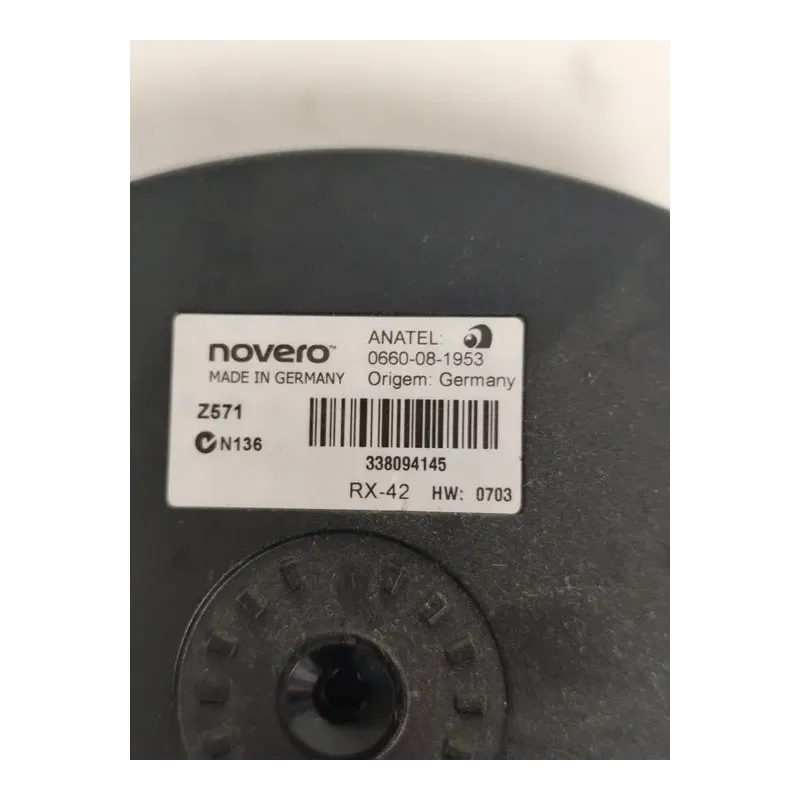 novero™
MADE IN GERMANY
ANATEL:
0660-08-1953
Origem: Germany
Z571
N136
338094145
RX-42 HW: 0703